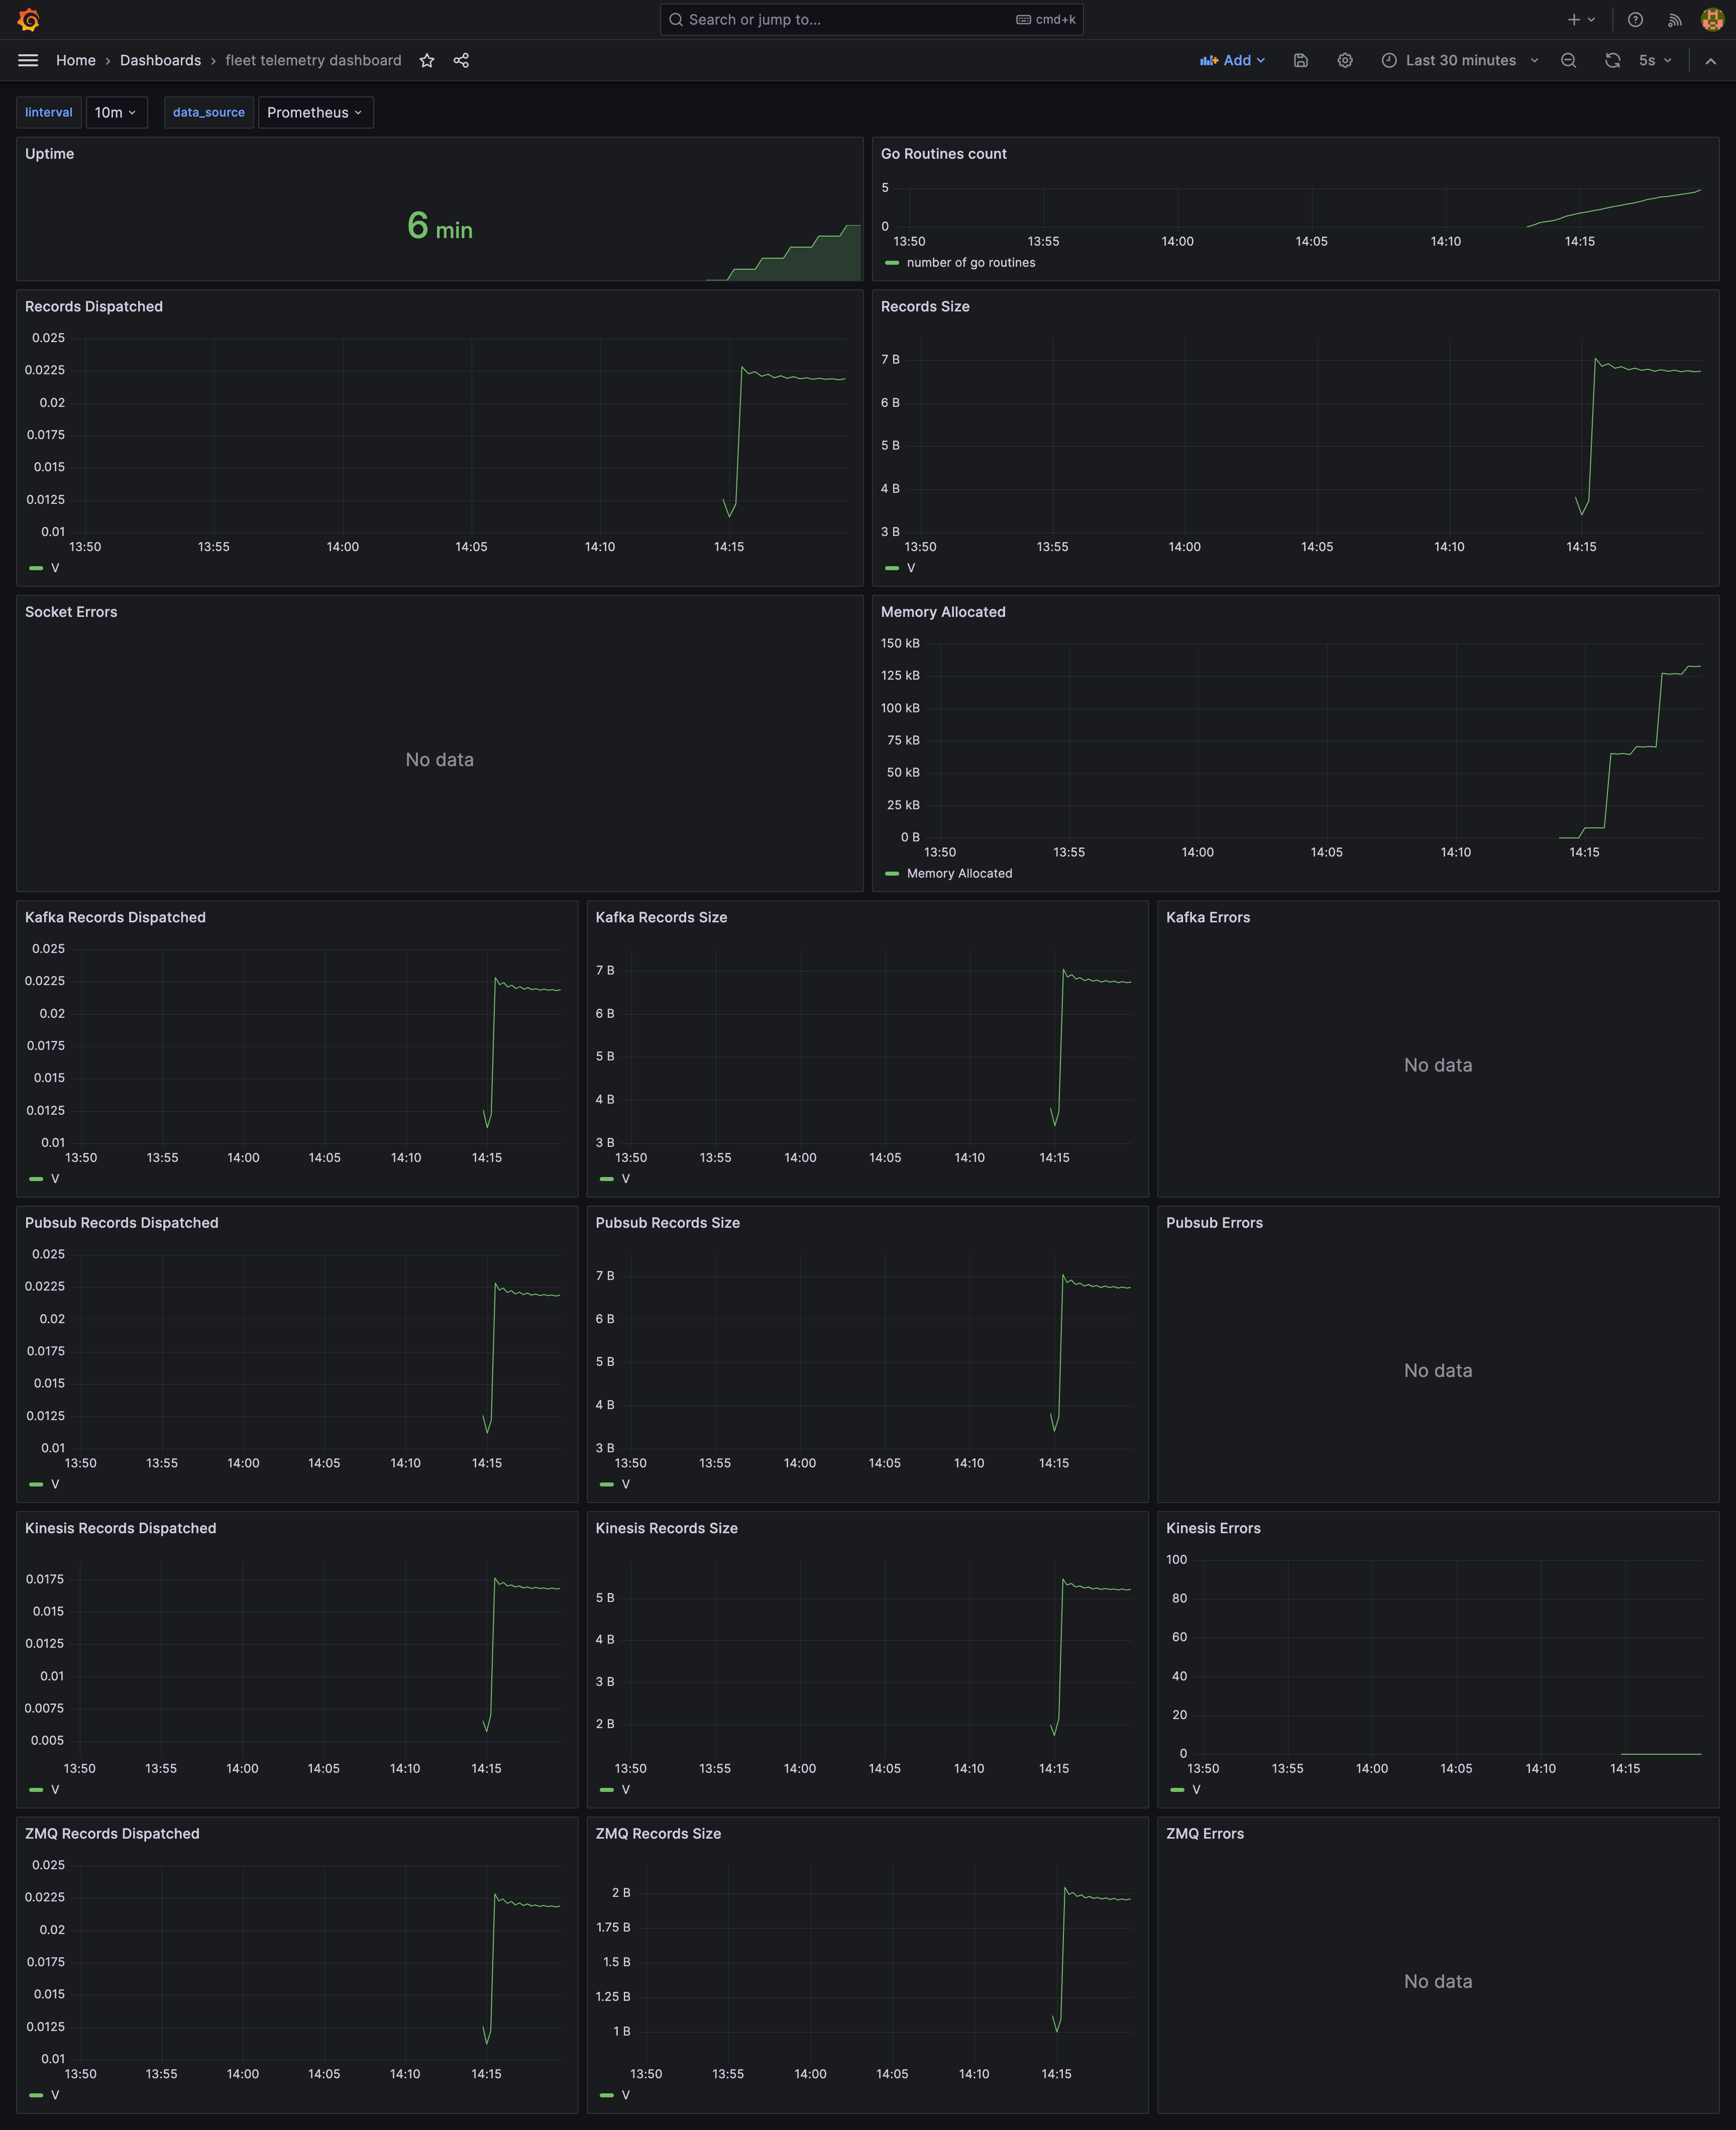 Search or jump to... cmd+k
Home › Dashboards › fleet telemetry dashboard Add Last 30 minutes 5s
Iinterval 10m data_source Prometheus
Uptime
6 min
Go Routines count
5
0
13:50 13:55 14:00 14:05 14:10 14:15
number of go routines
Records Dispatched
0.025
0.0225
0.02
0.0175
0.015
0.0125
0.01
13:50 13:55 14:00 14:05 14:10 14:15
V
Records Size
7 B
6 B
5 B
4 B
3 B
13:50 13:55 14:00 14:05 14:10 14:15
V
Socket Errors
No data
Memory Allocated
150 kB
125 kB
100 kB
75 kB
50 kB
25 kB
0 B
13:50 13:55 14:00 14:05 14:10 14:15
Memory Allocated
Kafka Records Dispatched
0.025
0.0225
0.02
0.0175
0.015
0.0125
0.01
13:50 13:55 14:00 14:05 14:10 14:15
V
Kafka Records Size
7 B
6 B
5 B
4 B
3 B
13:50 13:55 14:00 14:05 14:10 14:15
V
Kafka Errors
No data
Pubsub Records Dispatched
0.025
0.0225
0.02
0.0175
0.015
0.0125
0.01
13:50 13:55 14:00 14:05 14:10 14:15
V
Pubsub Records Size
7 B
6 B
5 B
4 B
3 B
13:50 13:55 14:00 14:05 14:10 14:15
V
Pubsub Errors
No data
Kinesis Records Dispatched
0.0175
0.015
0.0125
0.01
0.0075
0.005
13:50 13:55 14:00 14:05 14:10 14:15
V
Kinesis Records Size
5 B
4 B
3 B
2 B
13:50 13:55 14:00 14:05 14:10 14:15
V
Kinesis Errors
100
80
60
40
20
0
13:50 13:55 14:00 14:05 14:10 14:15
V
ZMQ Records Dispatched
0.025
0.0225
0.02
0.0175
0.015
0.0125
0.01
13:50 13:55 14:00 14:05 14:10 14:15
V
ZMQ Records Size
2 B
1.75 B
1.5 B
1.25 B
1 B
13:50 13:55 14:00 14:05 14:10 14:15
V
ZMQ Errors
No data